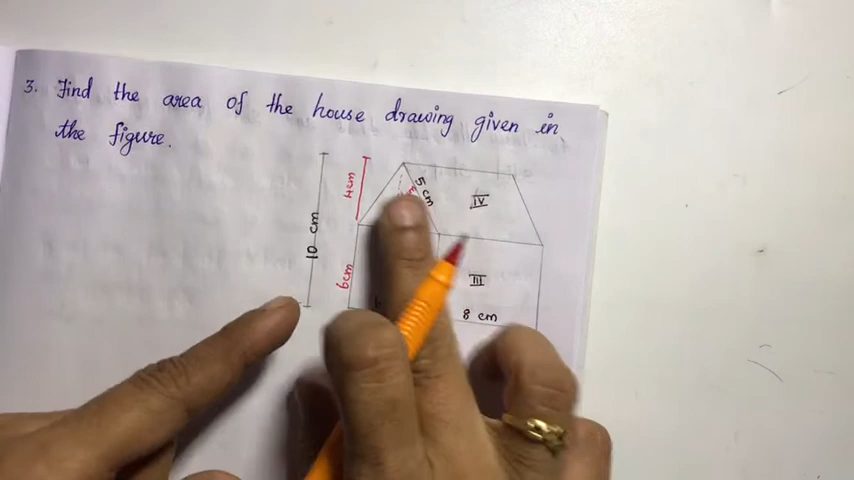 3. Find the area of the house drawing given in
the figure.
4cm
5 cm
IV
10 cm
6cm
III
8 cm